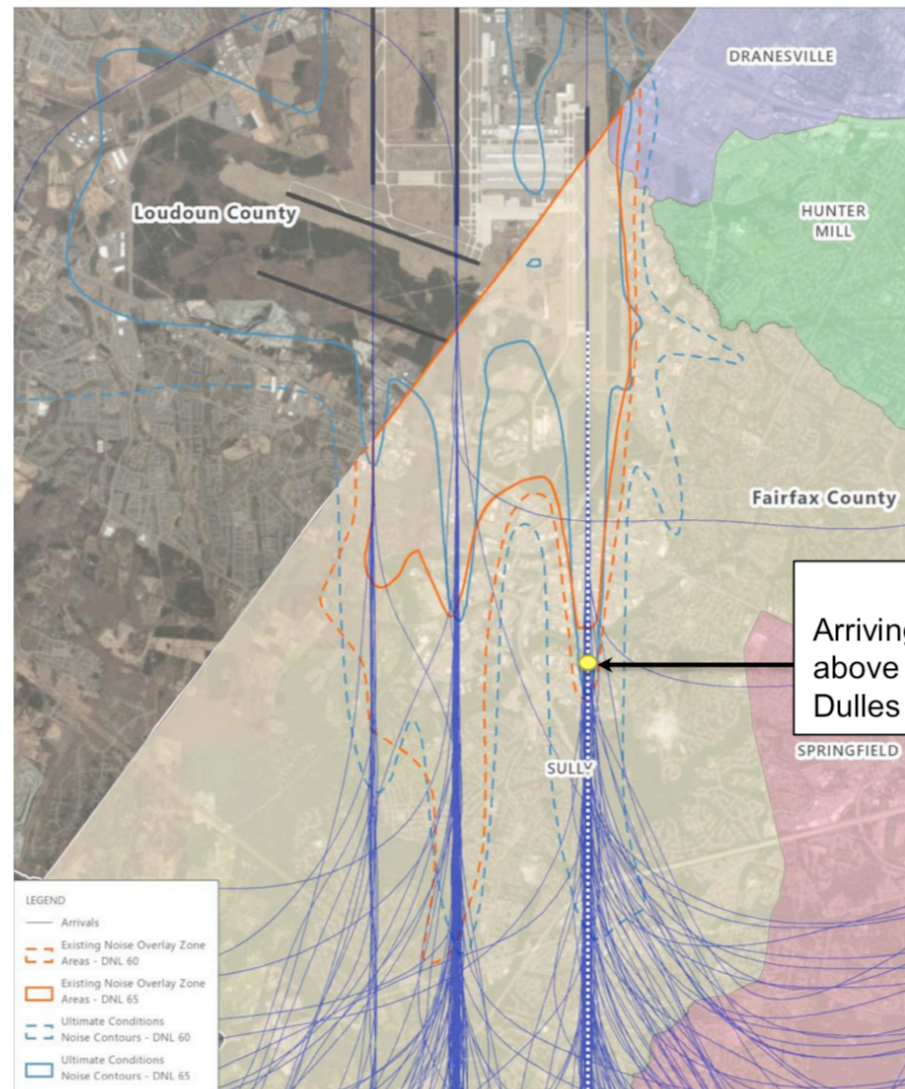 DRANESVILLE
HUNTER
MILL
Loudoun County
Fairfax County
Arriving
above
Dulles
SPRINGFIELD
SULLY
LEGEND
Arrivals
Existing Noise Overlay Zone
Areas - DNL 60
Existing Noise Overlay Zone
Areas - DNL 65
Ultimate Conditions
Noise Contours - DNL 60
Ultimate Conditions
Noise Contours - DNL 65